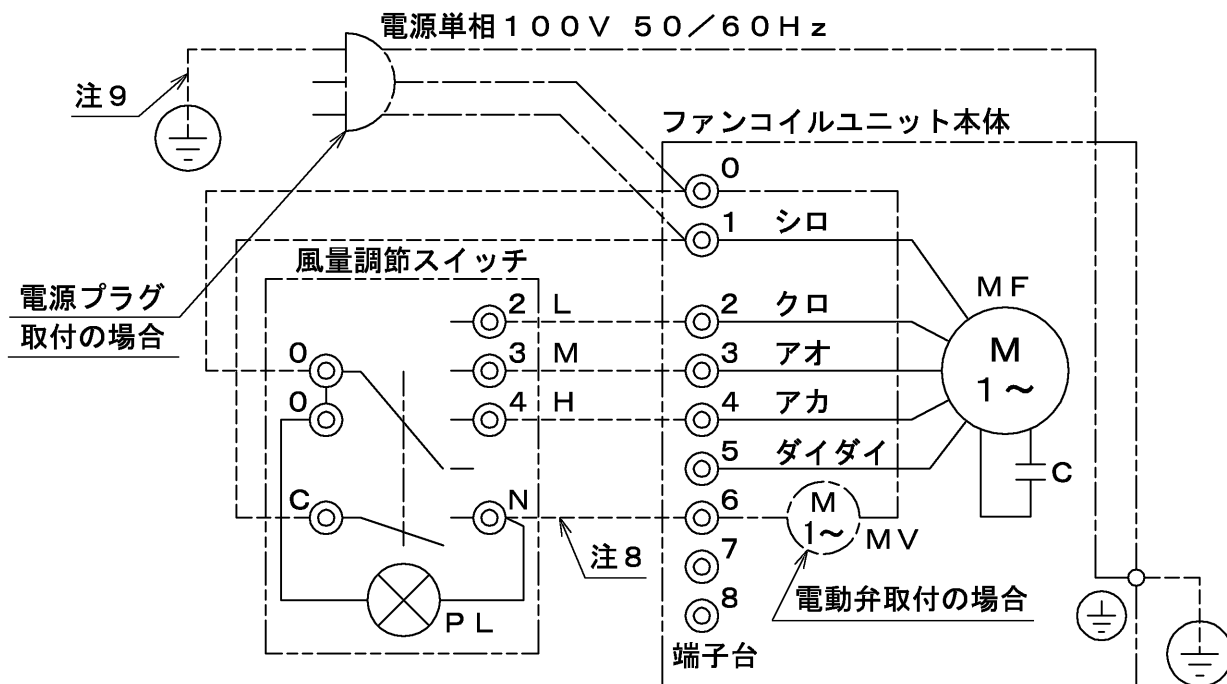 電源単相１００Ｖ ５０／６０Ｈｚ
注９
ファンコイルユニット本体
０
１ シロ
風量調節スイッチ
電源プラグ
取付の場合
２ Ｌ
２ クロ
ＭＦ
０
３ Ｍ
３ アオ
Ｍ
１～
０
４ Ｈ
４ アカ
５ ダイダイ
Ｃ
Ｃ
Ｎ
６
Ｍ
１～
ＭＶ
注８
７
８
電動弁取付の場合
ＰＬ
端子台